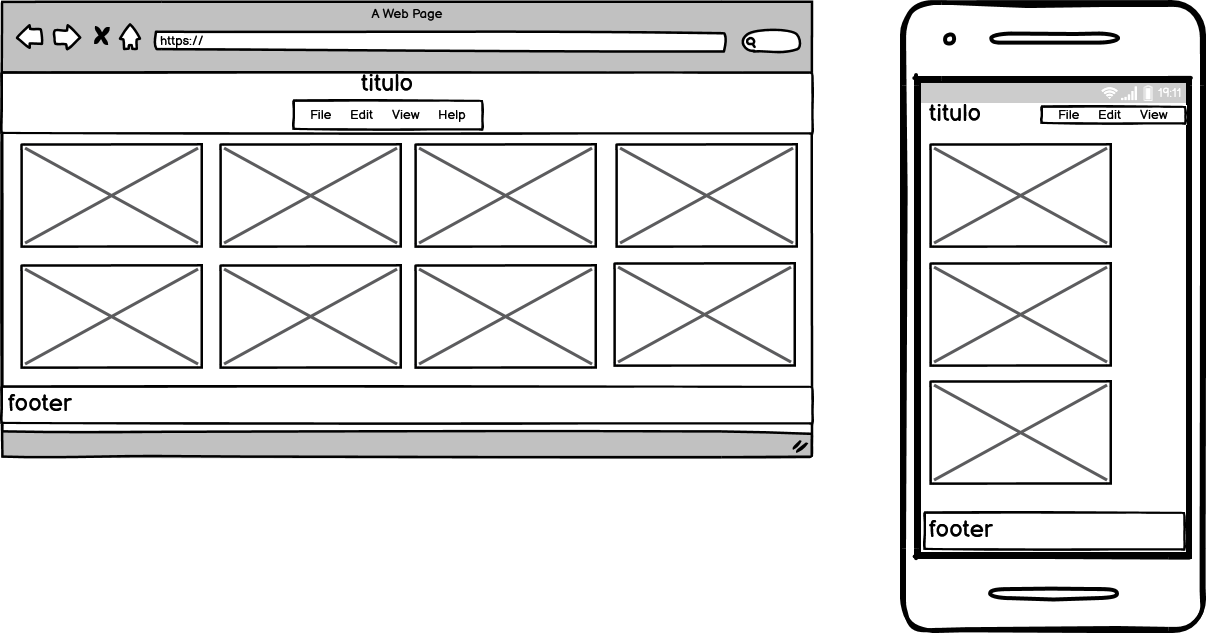 A Web Page
https://
titulo
File Edit View Help
footer
19:11
titulo
File Edit View
footer